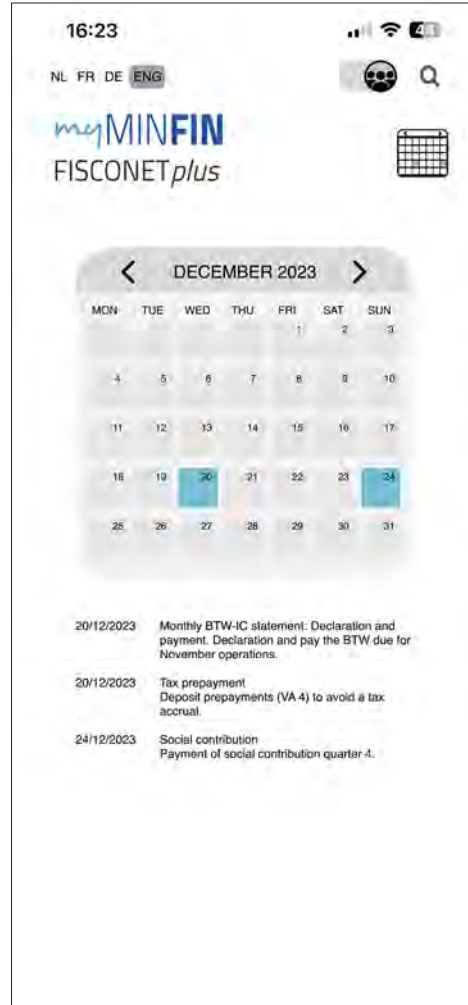 16:23
NL FR DE ENG
myMINFIN
FISCONETplus
DECEMBER 2023
MON TUE WED THU FRI SAT SUN
1 2 3
4 5 6 7 8 9 10
11 12 13 14 15 16 17
18 19 20 21 22 23 24
25 26 27 28 29 30 31
20/12/2023 Monthly BTW-IC statement: Declaration and
payment. Declaration and pay the BTW due for
November operations.
20/12/2023 Tax prepayment
Deposit prepayments (VA 4) to avoid a tax
accrual.
24/12/2023 Social contribution
Payment of social contribution quarter 4.